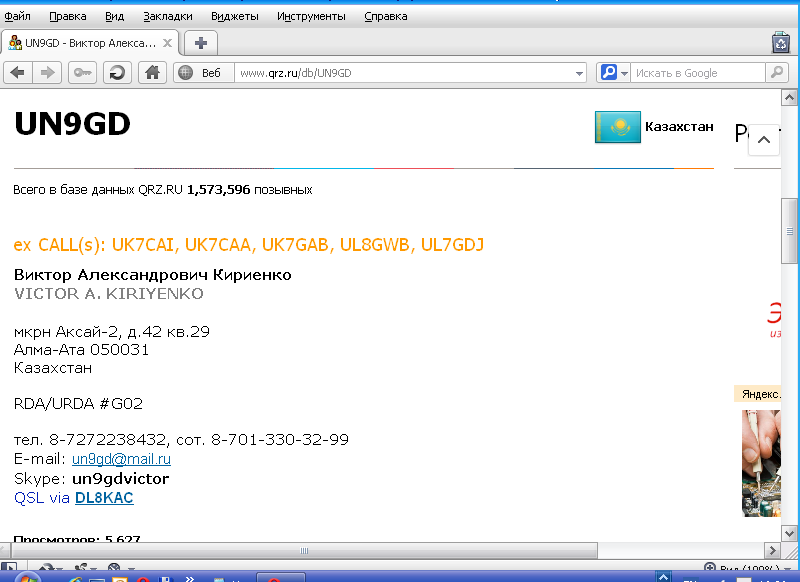 Файл Правка Вид Закладки Виджеты Инструменты Справка
UN9GD - Виктор Алекса...
Веб www.qrz.ru/db/UN9GD Искать в Google
UN9GD
Казахстан
Всего в базе данных QRZ.RU 1,573,596 позывных
ex CALL(s): UK7CAI, UK7CAA, UK7GAB, UL8GWB, UL7GDJ
Виктор Александрович Кириенко
VICTOR A. KIRIYENKO
мкрн Аксай-2, д.42 кв.29
Алма-Ата 050031
Казахстан
RDA/URDA #G02
тел. 8-7272238432, сот. 8-701-330-32-99
E-mail: un9gd@mail.ru
Skype: un9gdvictor
QSL via DL8KAC
Просмотров: 5,627
Яндекс.
Вид (100%)